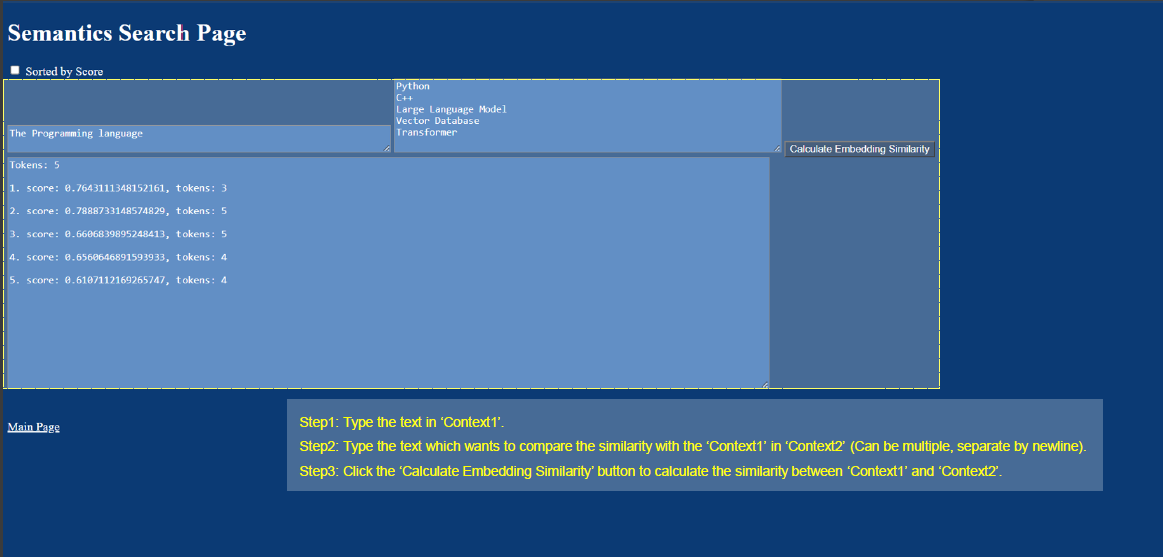 Semantics Search Page
Sorted by Score
The Programming language
Python
C++
Large Language Model
Vector Database
Transformer
Calculate Embedding Similarity
Tokens: 5
1. score: 0.7643111348152161, tokens: 3
2. score: 0.7888733148574829, tokens: 5
3. score: 0.6606839895248413, tokens: 5
4. score: 0.6560646891593933, tokens: 4
5. score: 0.6107112169265747, tokens: 4
Main Page
Step1: Type the text in ‘Context1’.
Step2: Type the text which wants to compare the similarity with the ‘Context1’ in ‘Context2’ (Can be multiple, separate by newline).
Step3: Click the ‘Calculate Embedding Similarity’ button to calculate the similarity between ‘Context1’ and ‘Context2’.